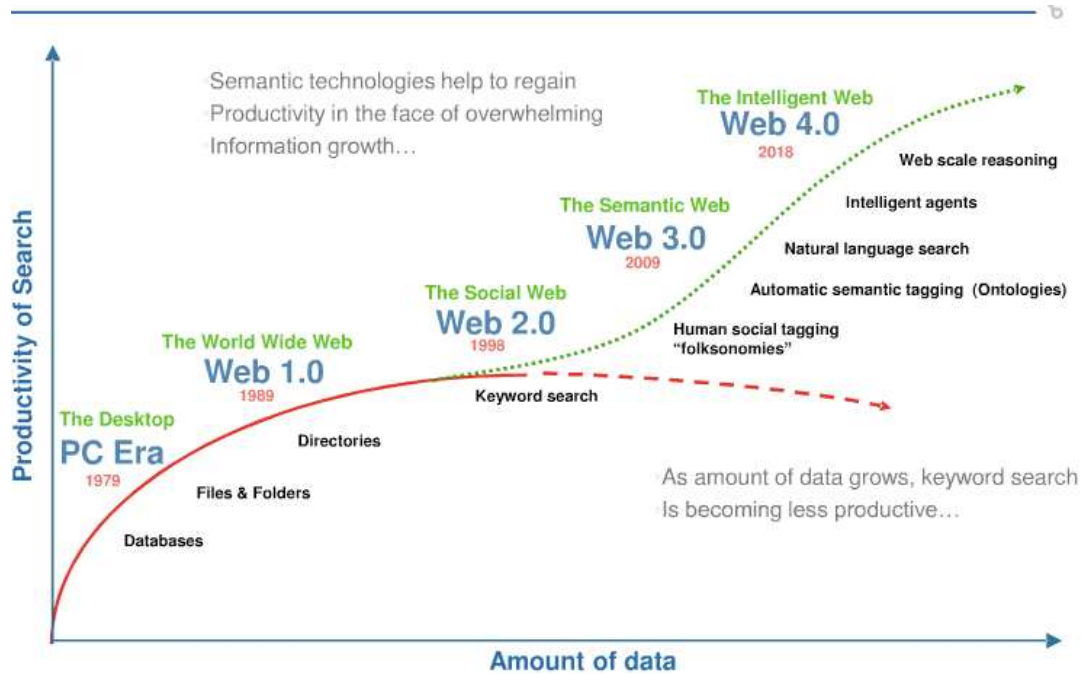 Semantic technologies help to regain
Productivity in the face of overwhelming
Information growth…
The Intelligent Web
Web 4.0
2018
Web scale reasoning
Intelligent agents
The Semantic Web
Web 3.0
2009
Natural language search
Automatic semantic tagging (Ontologies)
The Social Web
Web 2.0
1998
Human social tagging
“folksonomies”
The World Wide Web
Web 1.0
1989
Keyword search
The Desktop
PC Era
1979
Directories
Files & Folders
Databases
As amount of data grows, keyword search
Is becoming less productive…
Productivity of Search
Amount of data